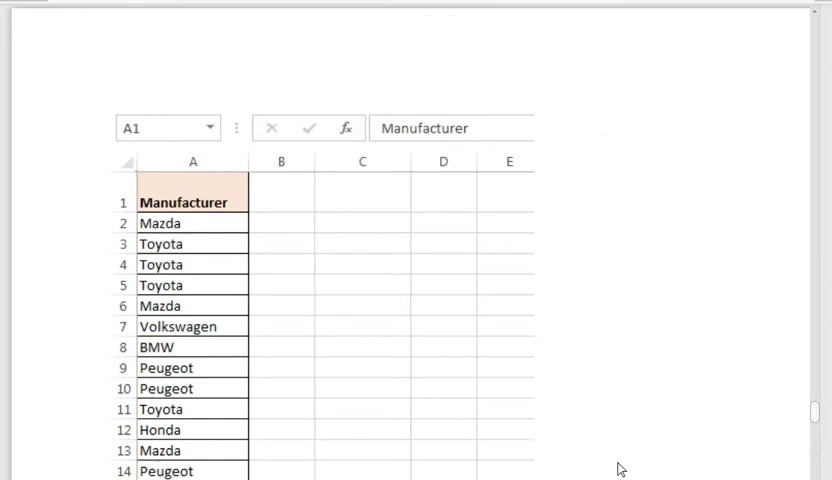 A1 fx Manufacturer
A B C D E
1 Manufacturer
2 Mazda
3 Toyota
4 Toyota
5 Toyota
6 Mazda
7 Volkswagen
8 BMW
9 Peugeot
10 Peugeot
11 Toyota
12 Honda
13 Mazda
14 Peugeot